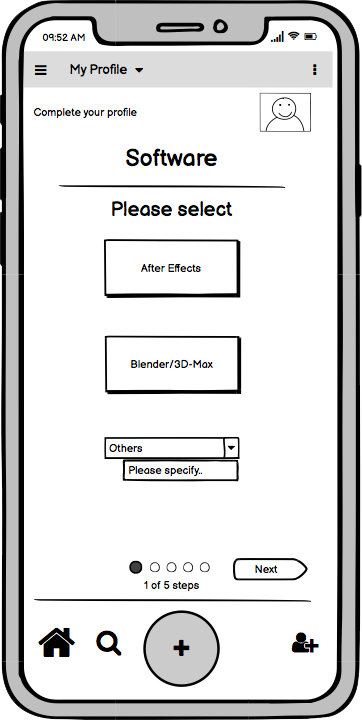 09:52 AM
My Profile
Complete your profile
Software
Please select
After Effects
Blender/3D-Max
Others
Please specify..
Next
1 of 5 steps